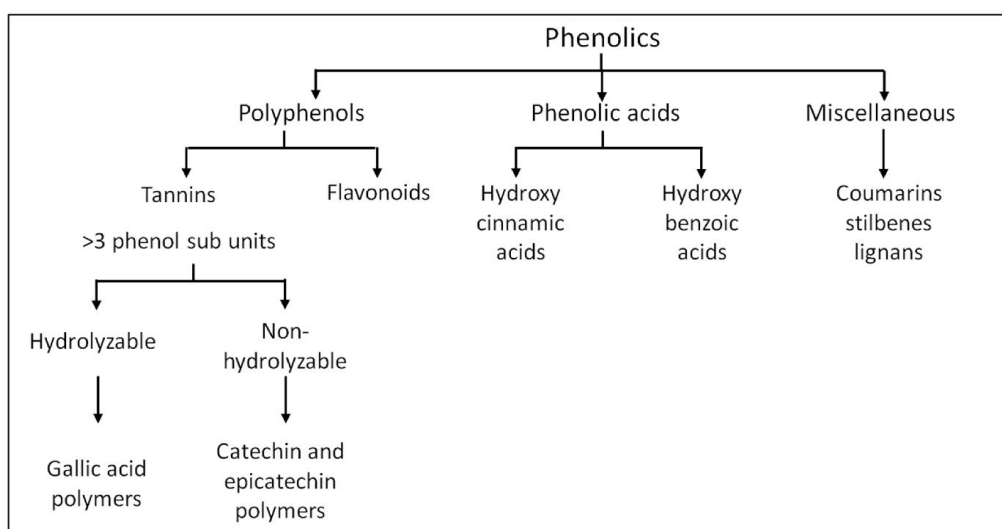 Phenolics
Polyphenols
Phenolic acids
Miscellaneous
Tannins
Flavonoids
Hydroxy
cinnamic
acids
Hydroxy
benzoic
acids
Coumarins
stilbenes
lignans
>3 phenol sub units
Hydrolyzable
Non-
hydrolyzable
Gallic acid
polymers
Catechin and
epicatechin
polymers